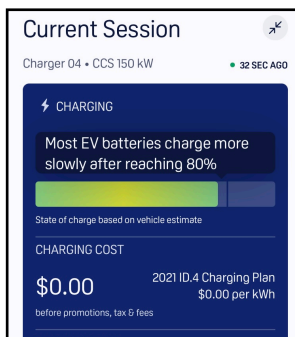 Current Session
Charger 04 • CCS 150 kW
32 SEC AGO
CHARGING
Most EV batteries charge more
slowly after reaching 80%
State of charge based on vehicle estimate
CHARGING COST
$0.00
2021 ID.4 Charging Plan
$0.00 per kWh
before promotions, tax & fees